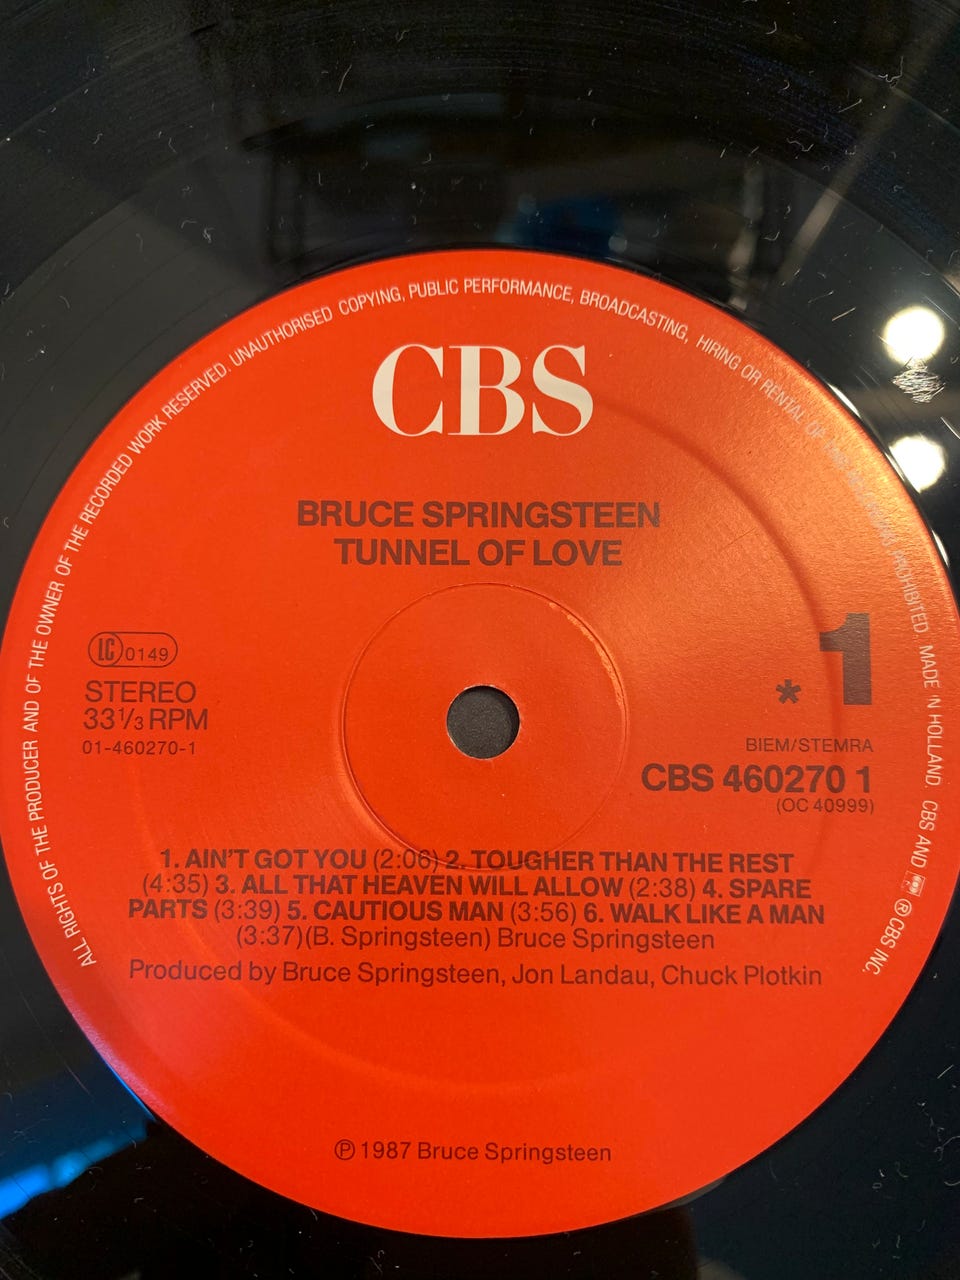 ALL RIGHTS OF THE PRODUCER AND OF THE OWNER OF THE RECORDED WORK RESERVED. UNAUTHORISED COPYING, PUBLIC PERFORMANCE, BROADCASTING, HIRING OR RENTAL OF PROHIBITED. MADE IN HOLLAND. CBS AND ® CBS INC.
CBS
BRUCE SPRINGSTEEN
TUNNEL OF LOVE
LC 0149
STEREO
33 1/3 RPM
01-460270-1
* 1
BIEM/STEMRA
CBS 460270 1
(OC 40999)
1. AIN'T GOT YOU (2:06) 2. TOUGHER THAN THE REST
(4:35) 3. ALL THAT HEAVEN WILL ALLOW (2:38) 4. SPARE
PARTS (3:39) 5. CAUTIOUS MAN (3:56) 6. WALK LIKE A MAN
(3:37)(B. Springsteen) Bruce Springsteen
Produced by Bruce Springsteen, Jon Landau, Chuck Plotkin
℗ 1987 Bruce Springsteen